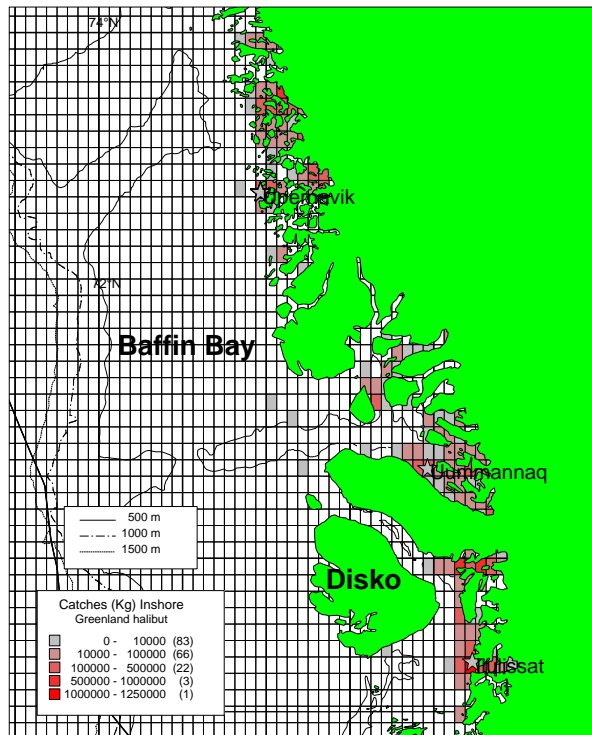 74°N
Upernavik
72°N
Baffin Bay
Uummannaq
500 m
1000 m
1500 m
Disko
Catches (Kg) Inshore
Greenland halibut
0 - 10000 (83)
10000 - 100000 (66)
100000 - 500000 (22)
500000 - 1000000 (3)
1000000 - 1250000 (1)
Ilulissat